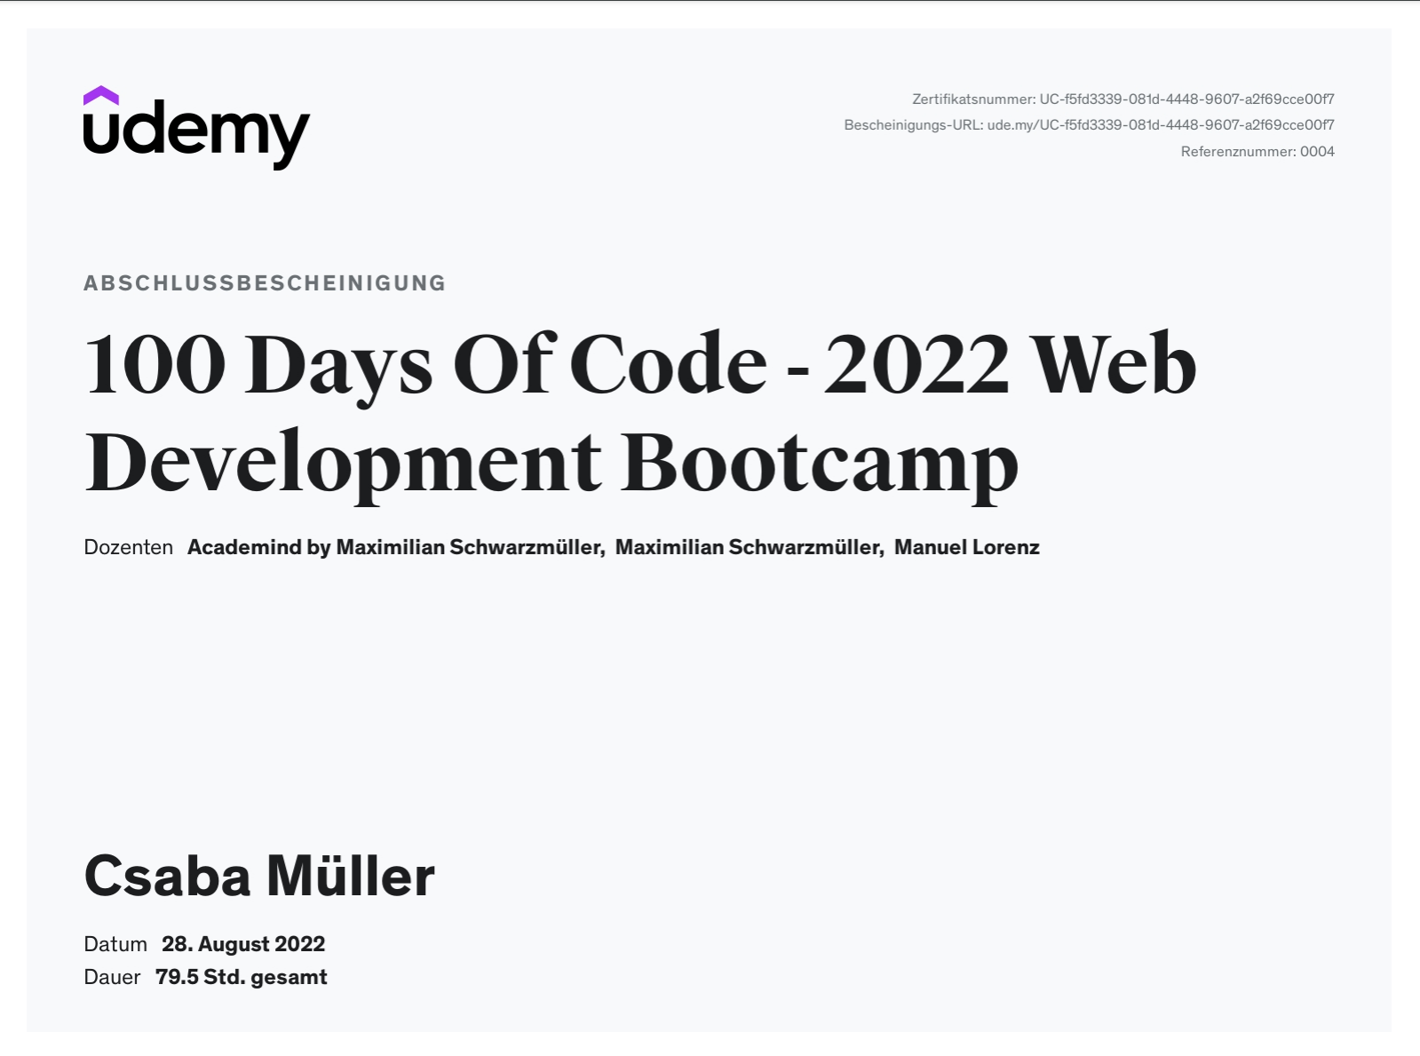 udemy
Zertifikatsnummer: UC-f5fd3339-081d-4448-9607-a2f69cce00f7
Bescheinigungs-URL: ude.my/UC-f5fd3339-081d-4448-9607-a2f69cce00f7
Referenznummer: 0004
ABSCHLUSSBESCHEINIGUNG
100 Days Of Code - 2022 Web
Development Bootcamp
Dozenten Academind by Maximilian Schwarzmüller, Maximilian Schwarzmüller, Manuel Lorenz
Csaba Müller
Datum 28. August 2022
Dauer 79.5 Std. gesamt